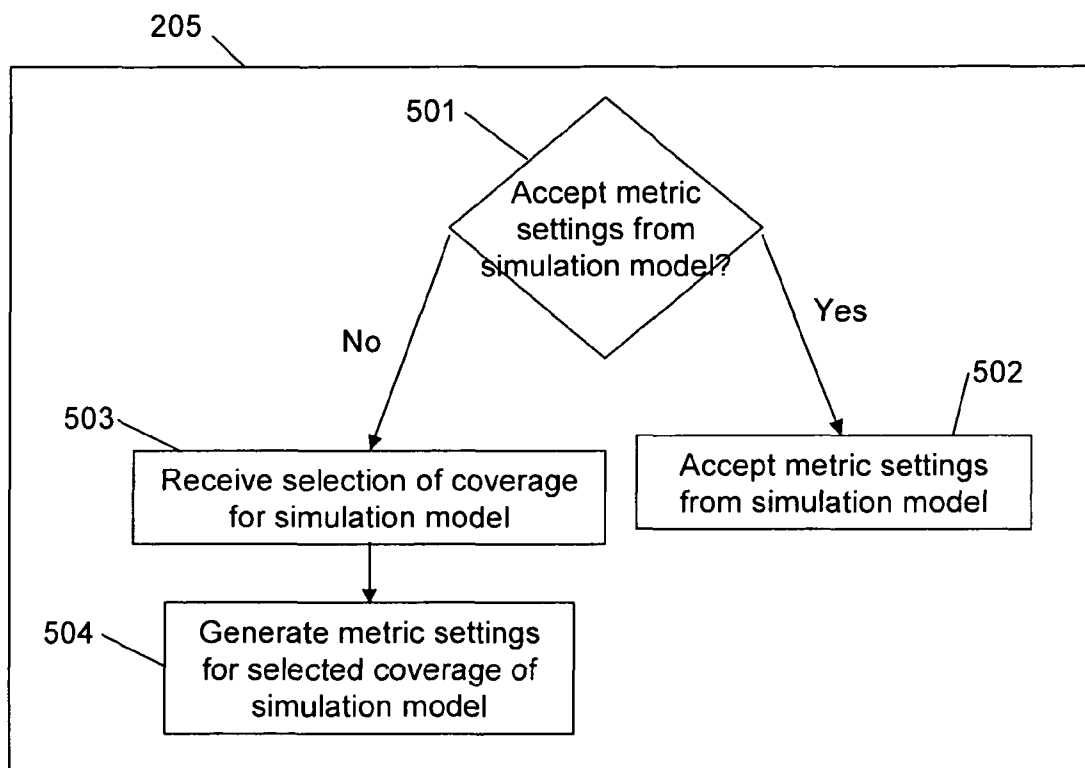 205
501
Accept metric
settings from
simulation model?
No
Yes
502
503
Receive selection of coverage
for simulation model
Accept metric settings
from simulation model
504
Generate metric settings
for selected coverage of
simulation model